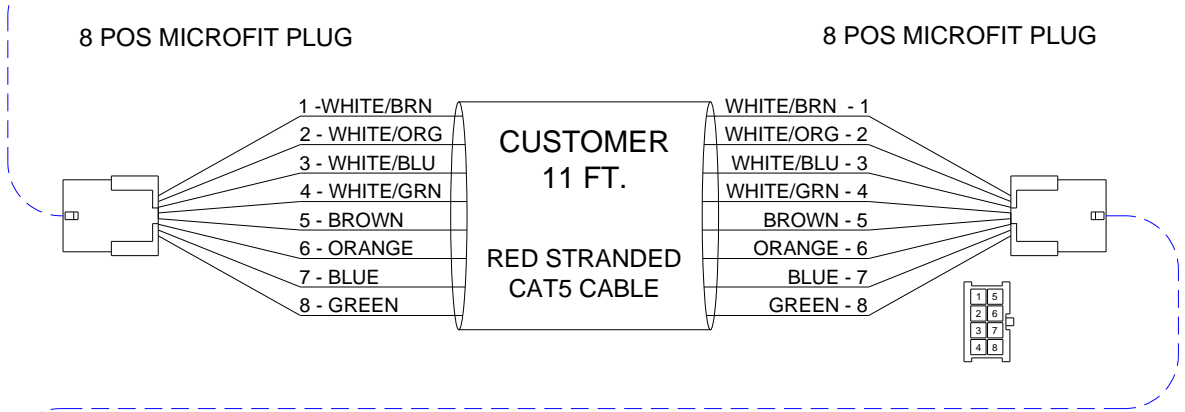 8 POS MICROFIT PLUG
8 POS MICROFIT PLUG
1 -WHITE/BRN
2 - WHITE/ORG
3 - WHITE/BLU
4 - WHITE/GRN
5 - BROWN
6 - ORANGE
7 - BLUE
8 - GREEN
CUSTOMER
11 FT.
RED STRANDED
CAT5 CABLE
WHITE/BRN - 1
WHITE/ORG - 2
WHITE/BLU - 3
WHITE/GRN - 4
BROWN - 5
ORANGE - 6
BLUE - 7
GREEN - 8
1 5
2 6
3 7
4 8